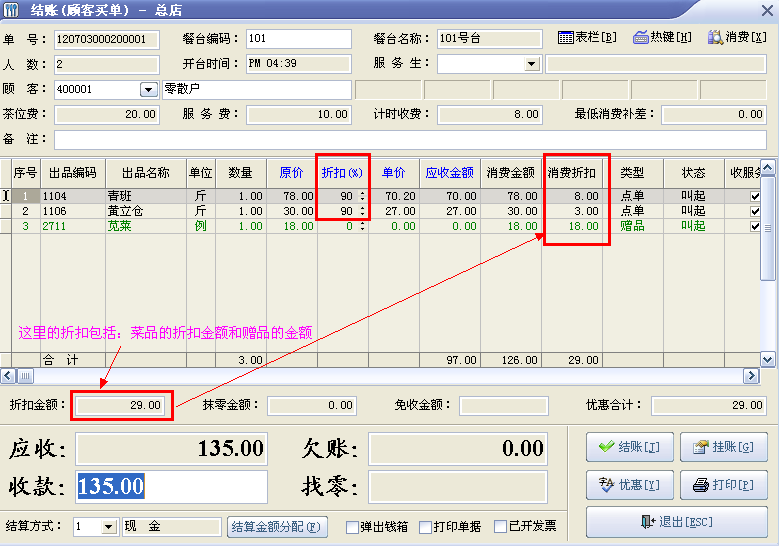 结账(顾客买单) - 总店
单 号: 120703000200001 餐台编码: 101 餐台名称: 101号台 表栏[B] 热键[H] 消费[X]
人 数: 2 开台时间: PM 04:39 服 务 生:
顾 客: 400001 零散户
茶位费: 20.00 服 务 费: 10.00 计时收费: 8.00 最低消费补差: 0.00
备 注:
序号 出品编码 出品名称 单位 数量 原价 折扣(%) 单价 应收金额 消费金额 消费折扣 类型 状态 收服务
1 1104 青班 斤 1.00 78.00 90 70.20 70.00 78.00 8.00 点单 叫起
2 1106 黄立仓 斤 1.00 30.00 90 27.00 27.00 30.00 3.00 点单 叫起
3 2711 苋菜 例 1.00 18.00 0 0.00 0.00 18.00 18.00 赠品 叫起
这里的折扣包括: 菜品的折扣金额和赠品的金额
合 计 3.00 97.00 126.00 29.00
折扣金额: 29.00 抹零金额: 0.00 免收金额: 优惠合计: 29.00
应收: 135.00 欠账: 0.00 结账[J] 挂账[G]
收款: 135.00 找零: 优惠[Y] 打印[P]
结算方式: 1 现 金 结算金额分配(F) 弹出钱箱 打印单据 已开发票 退出[ESC]